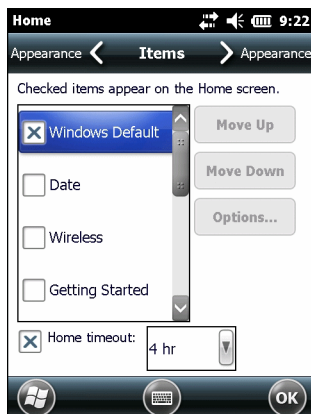 Home 9:22
Appearance Items Appearance
Checked items appear on the Home screen.
Windows Default
Date
Wireless
Getting Started
Move Up
Move Down
Options...
Home timeout: 4 hr
OK